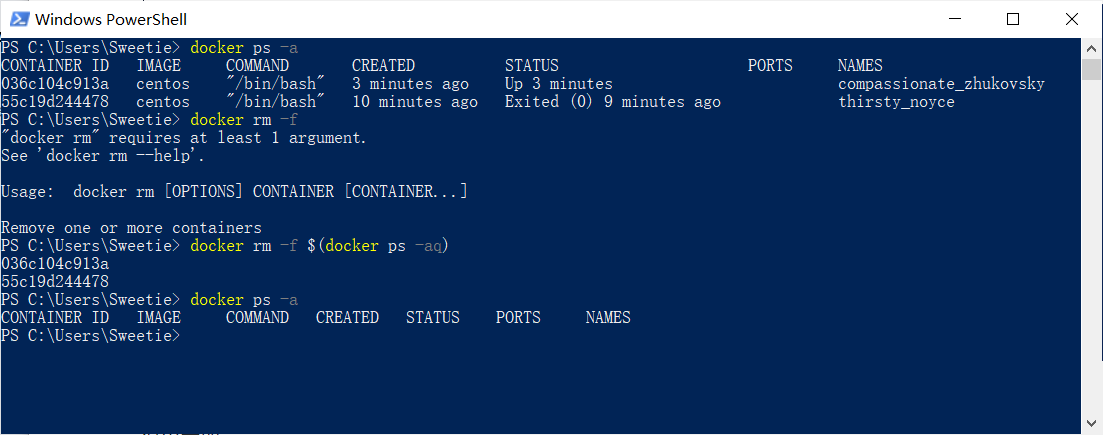 Windows PowerShell
PS C:\Users\Sweetie> docker ps -a
CONTAINER ID   IMAGE     COMMAND       CREATED          STATUS                     PORTS     NAMES
036c104c913a   centos    "/bin/bash"   3 minutes ago    Up 3 minutes                         compassionate_zhukovsky
55c19d244478   centos    "/bin/bash"   10 minutes ago   Exited (0) 9 minutes ago             thirsty_noyce
PS C:\Users\Sweetie> docker rm -f
"docker rm" requires at least 1 argument.
See 'docker rm --help'.
Usage:  docker rm [OPTIONS] CONTAINER [CONTAINER...]
Remove one or more containers
PS C:\Users\Sweetie> docker rm -f $(docker ps -aq)
036c104c913a
55c19d244478
PS C:\Users\Sweetie> docker ps -a
CONTAINER ID   IMAGE     COMMAND   CREATED   STATUS    PORTS     NAMES
PS C:\Users\Sweetie>